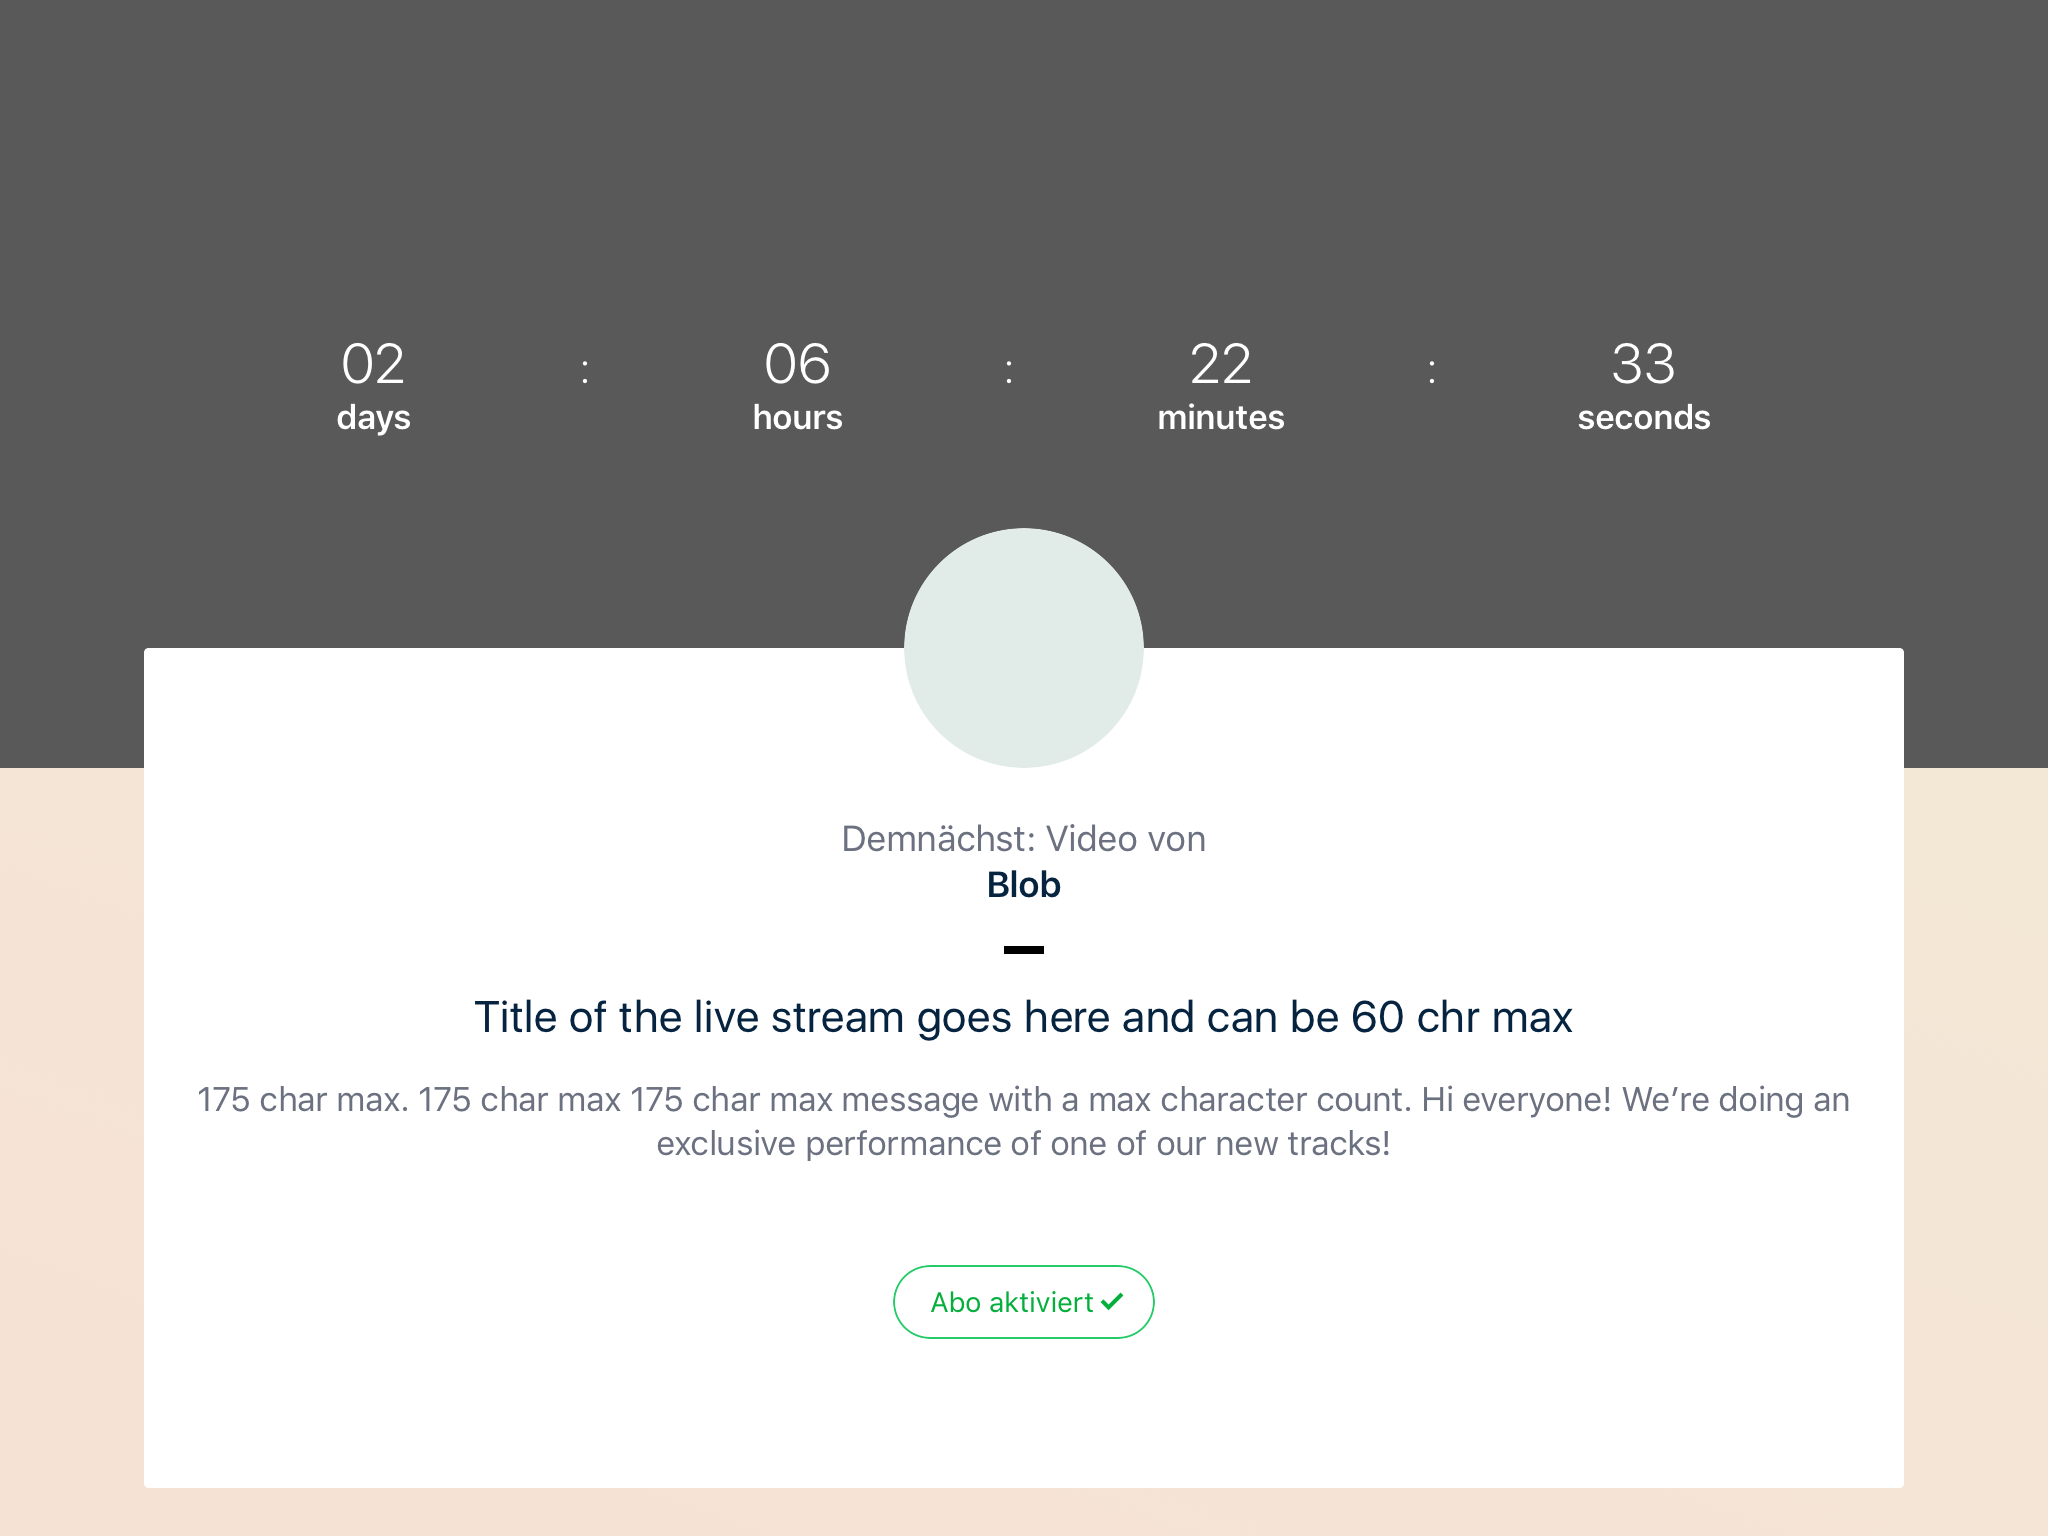 02 : 06 : 22 : 33
days hours minutes seconds
Demnächst: Video von
Blob
Title of the live stream goes here and can be 60 chr max
175 char max. 175 char max 175 char max message with a max character count. Hi everyone! We’re doing an
exclusive performance of one of our new tracks!
Abo aktiviert